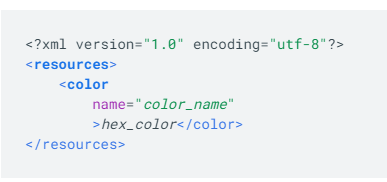 <?xml version="1.0" encoding="utf-8"?>
<resources>
    <color
        name="color_name"
        >hex_color</color>
</resources>